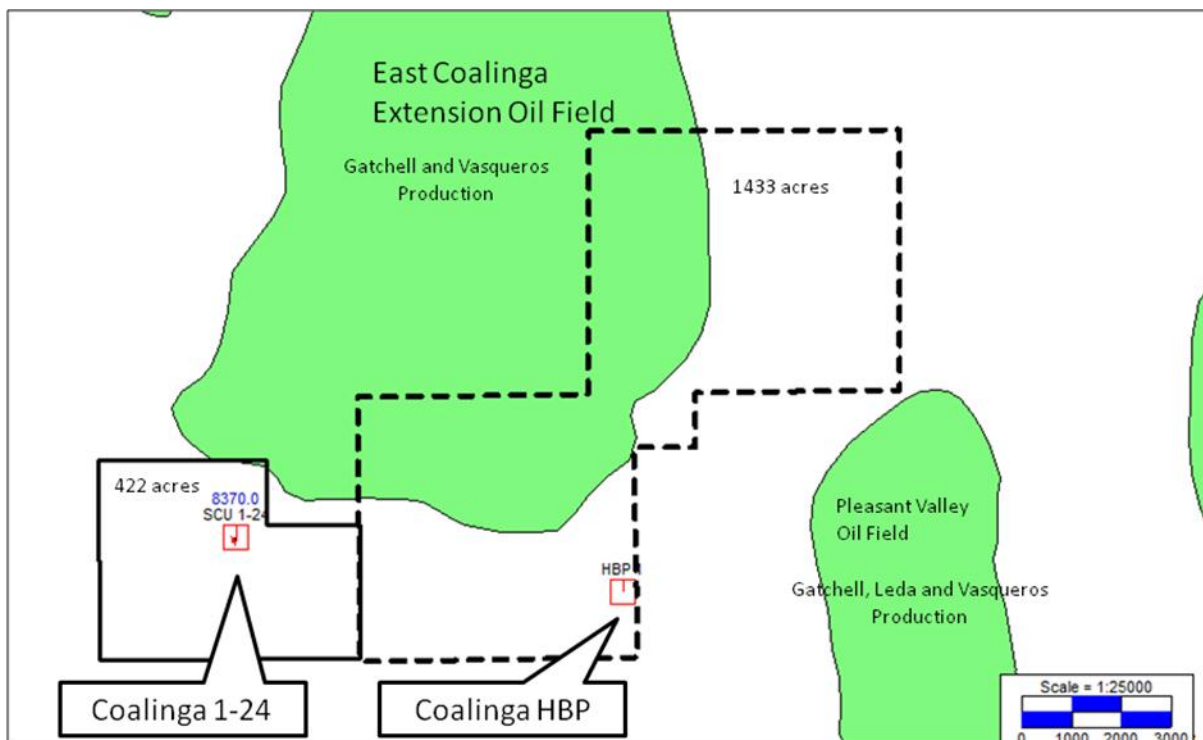 East Coalinga
Extension Oil Field
Gatchell and Vasqueros
Production
1433 acres
422 acres
8370.0
SCU 1-24
HBP 1
Pleasant Valley
Oil Field
Gatchell, Leda and Vasqueros
Production
Coalinga 1-24
Coalinga HBP
Scale = 1:25000
0 1000 2000 3000